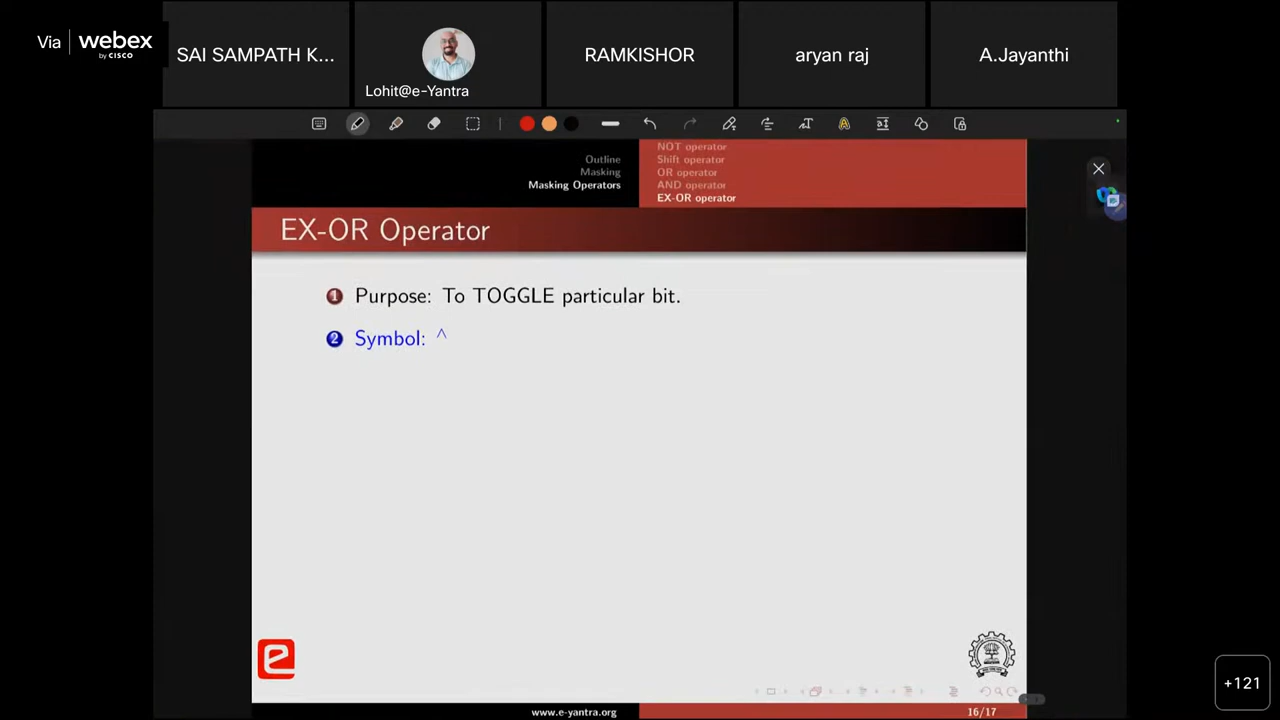 Via webex
by CISCO
SAI SAMPATH K...
Lohit@e-Yantra
RAMKISHOR
aryan raj
A.Jayanthi
Outline
Masking
Masking Operators
NOT operator
Shift operator
OR operator
AND operator
EX-OR operator
EX-OR Operator
1 Purpose: To TOGGLE particular bit.
2 Symbol: ^
www.e-yantra.org
16/17
+121